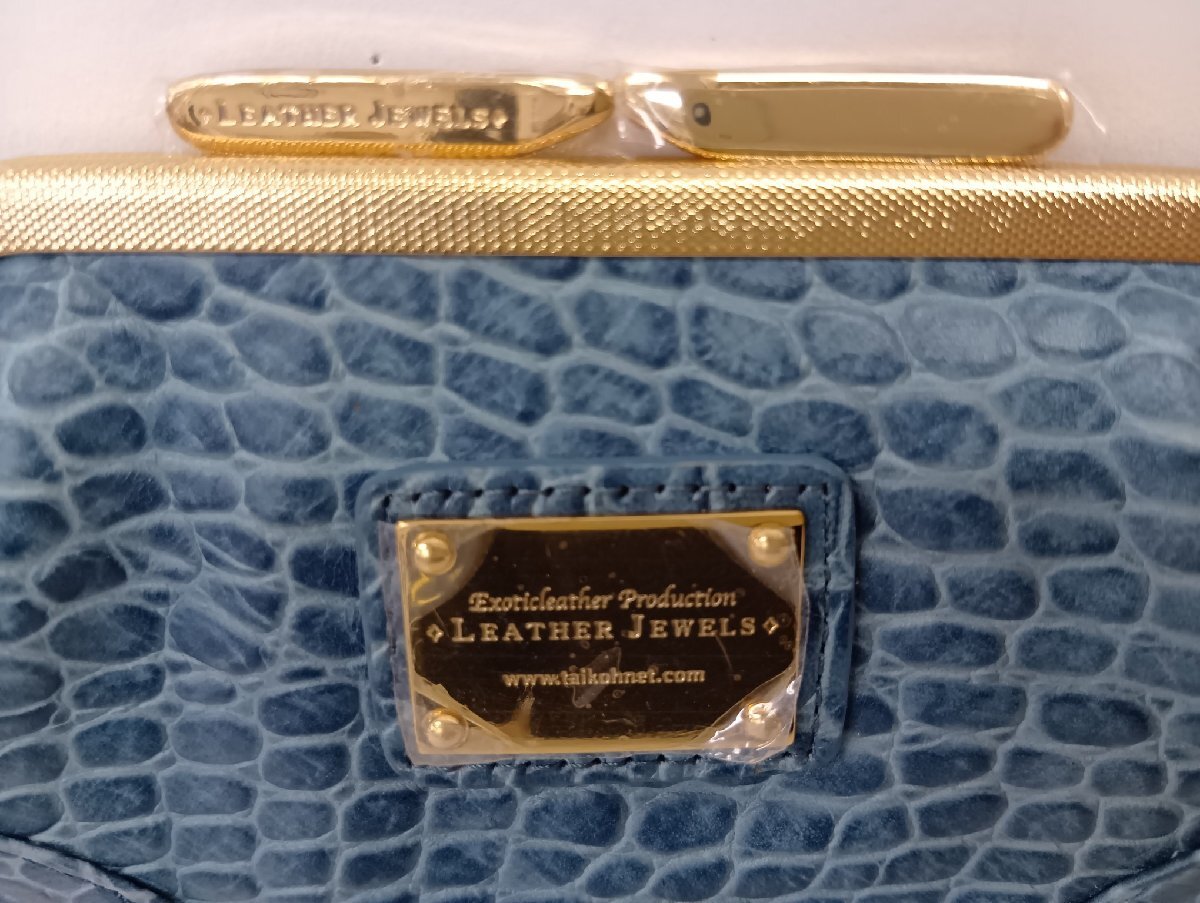 ◇LEATHER JEWELS◇
Exoticleather Production
◇LEATHER JEWELS◇
www.taikohnet.com